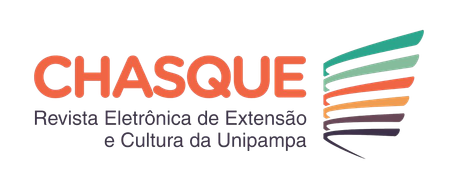 CHASQUE
Revista Eletrônica de Extensão
e Cultura da Unipampa